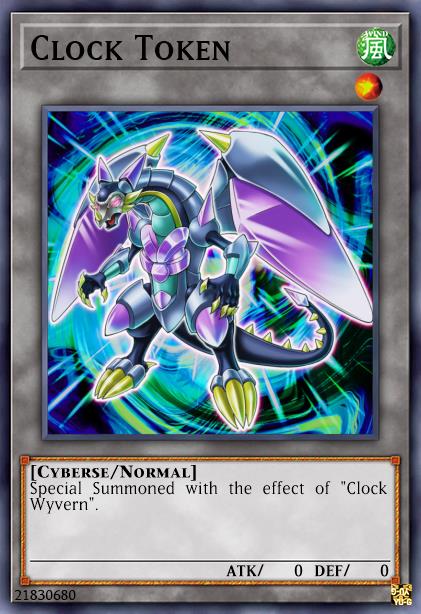 CLOCK TOKEN
WIND
風
[CYBERSE/NORMAL]
Special Summoned with the effect of "Clock
Wyvern".
ATK/ 0 DEF/ 0
21830680